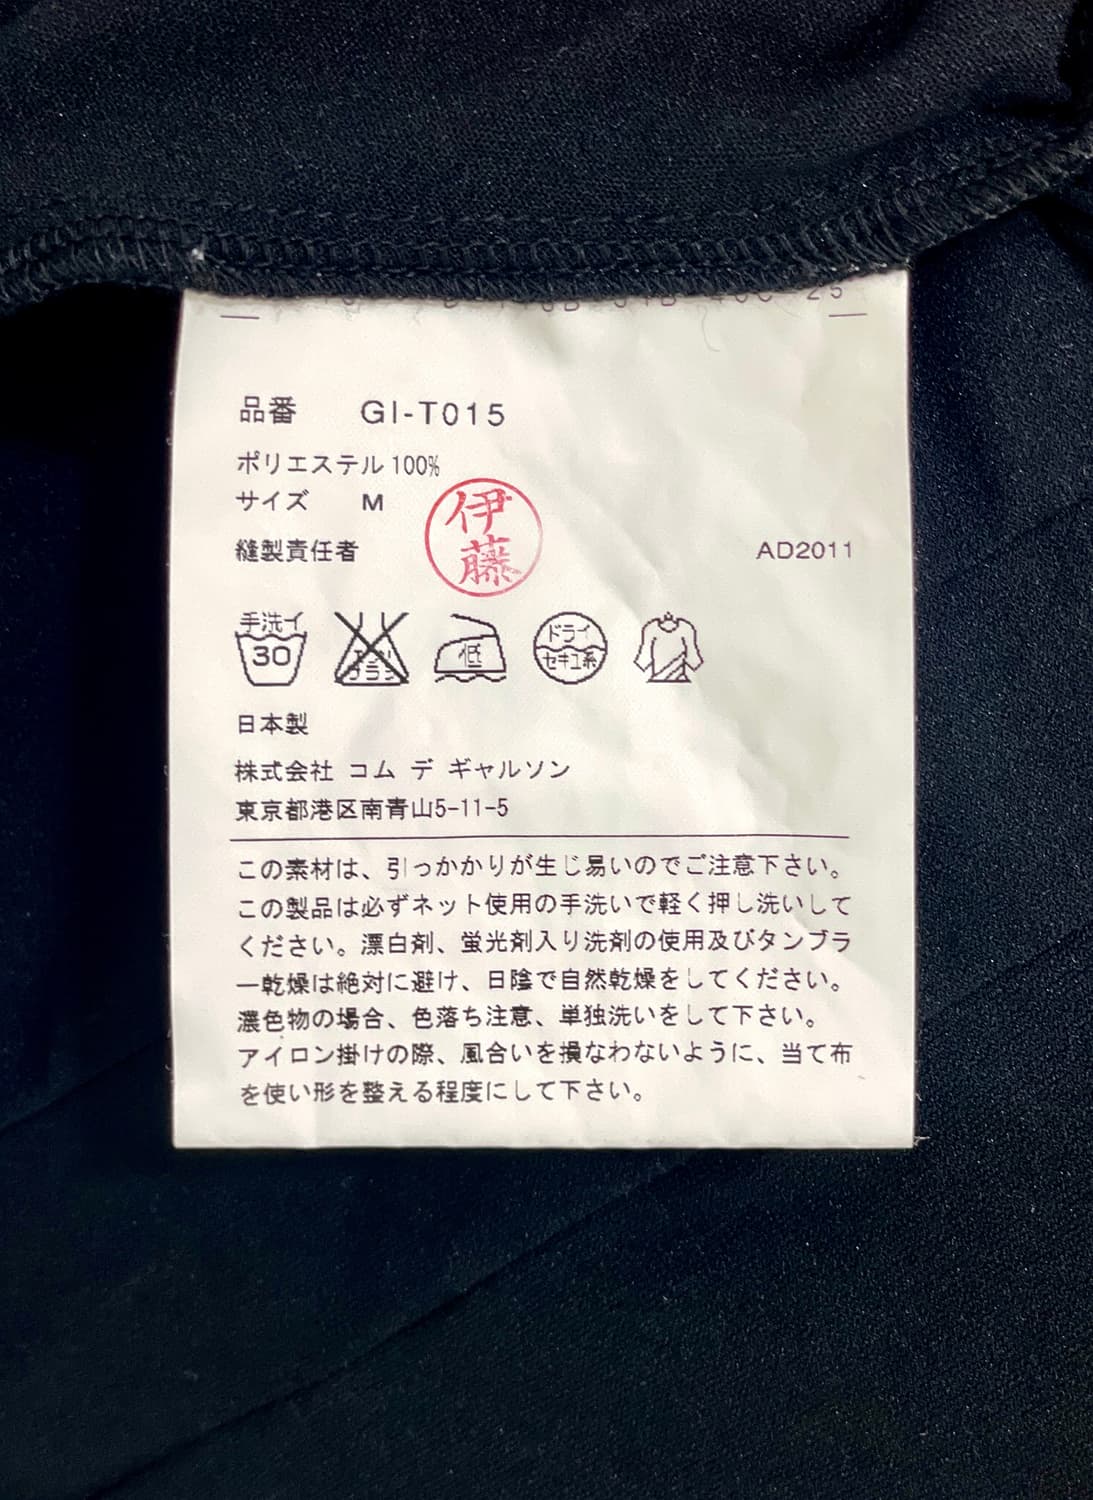 品番 GI-T015
ポリエステル 100%
サイズ M
伊藤
縫製責任者 AD2011
手洗イ 30 低 ドライ セキユ系
日本製
株式会社 コム デ ギャルソン
東京都港区南青山5-11-5
この素材は、引っかかりが生じ易いのでご注意下さい。
この製品は必ずネット使用の手洗いで軽く押し洗いして
ください。漂白剤、蛍光剤入り洗剤の使用及びタンブラ
ー乾燥は絶対に避け、日陰で自然乾燥をしてください。
濃色物の場合、色落ち注意、単独洗いをして下さい。
アイロン掛けの際、風合いを損なわないように、当て布
を使い形を整える程度にして下さい。